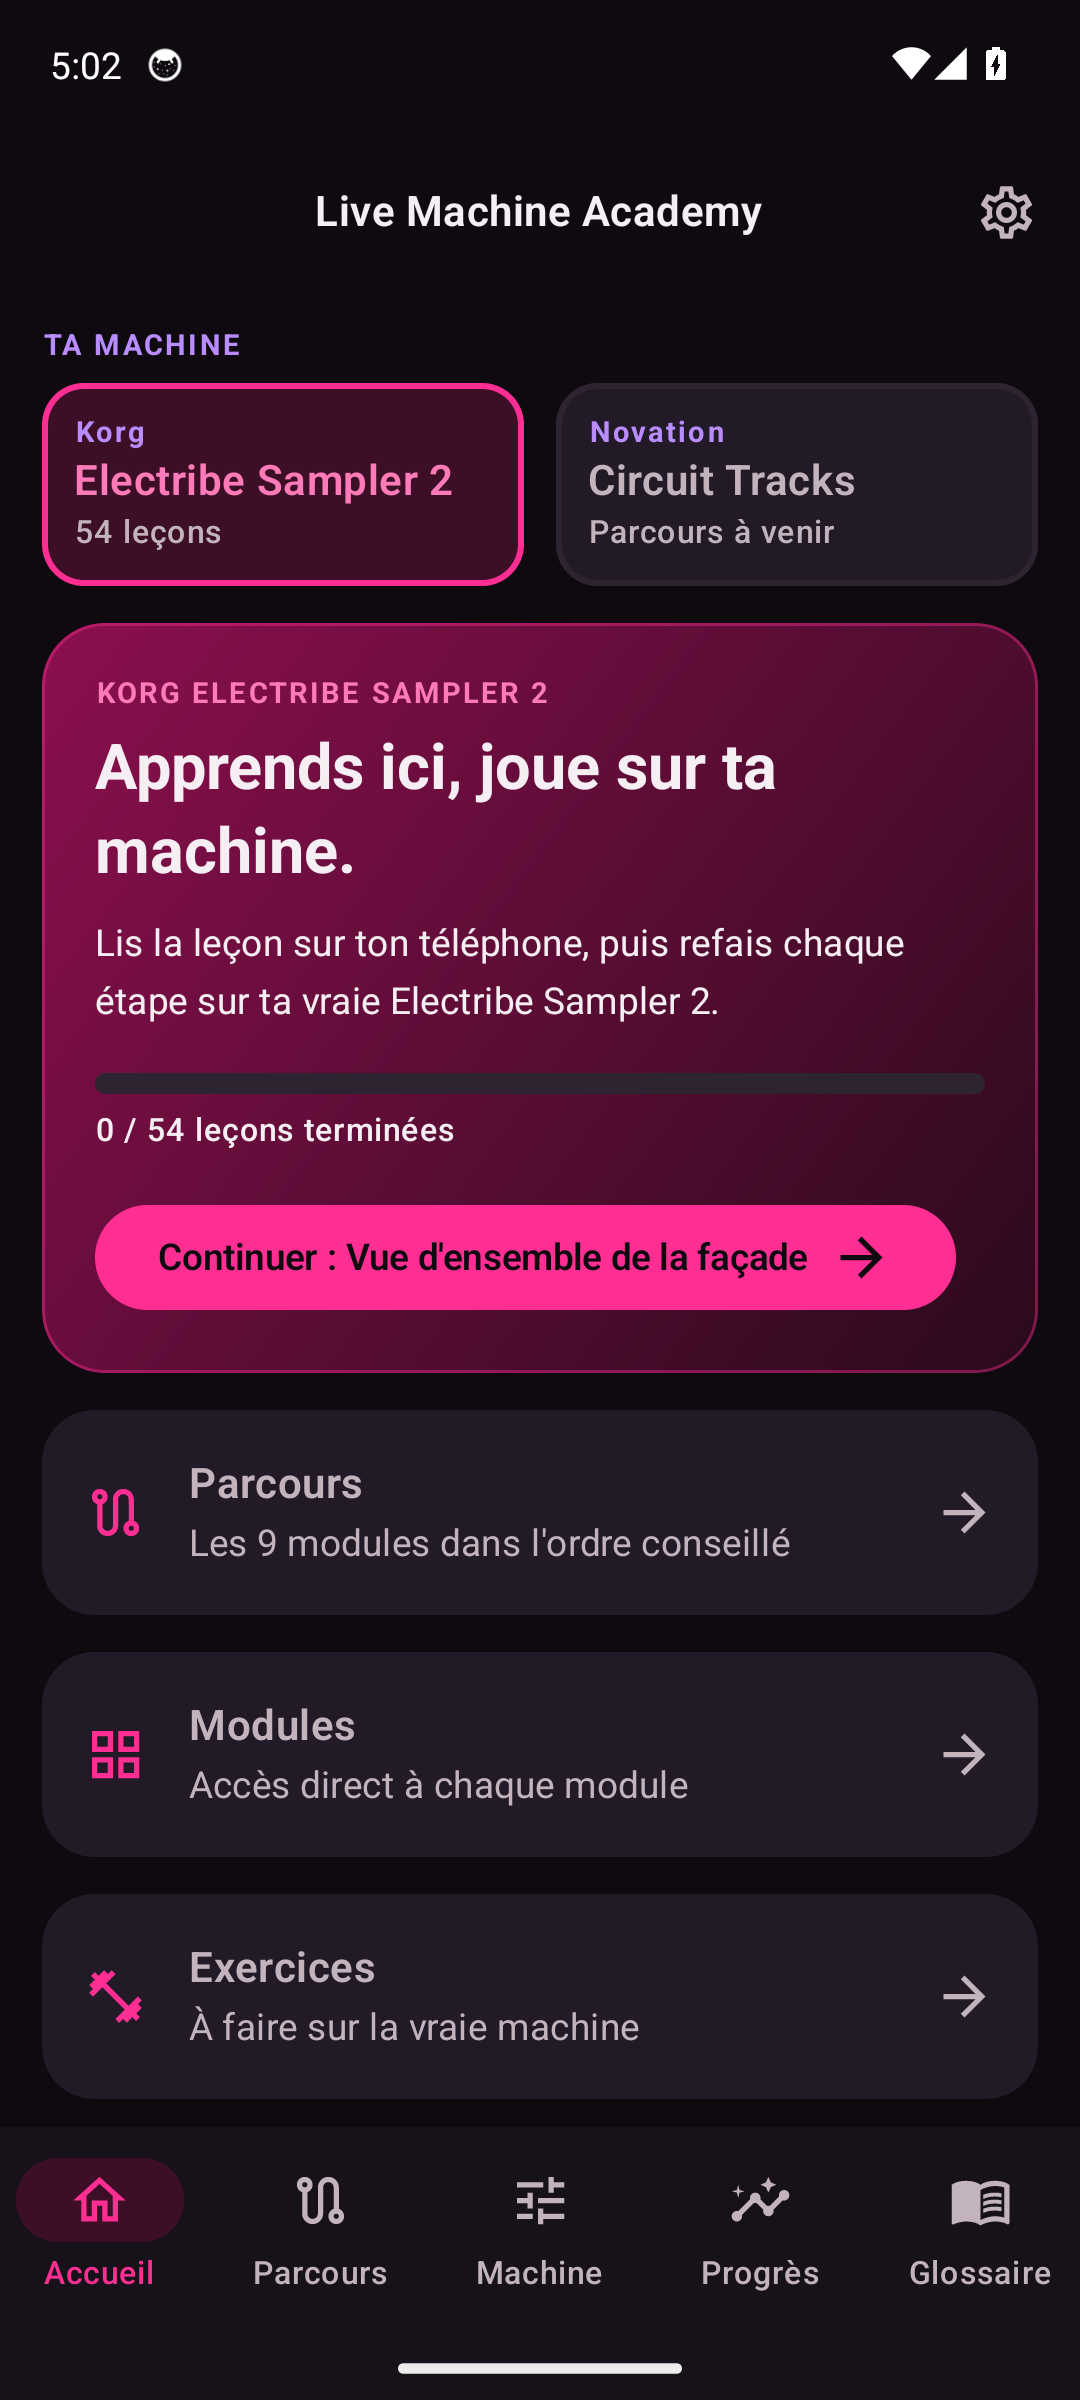 5:02
Live Machine Academy
TA MACHINE
Korg
Electribe Sampler 2
54 leçons
Novation
Circuit Tracks
Parcours à venir
KORG ELECTRIBE SAMPLER 2
Apprends ici, joue sur ta
machine.
Lis la leçon sur ton téléphone, puis refais chaque
étape sur ta vraie Electribe Sampler 2.
0 / 54 leçons terminées
Continuer : Vue d'ensemble de la façade
Parcours
Les 9 modules dans l'ordre conseillé
Modules
Accès direct à chaque module
Exercices
À faire sur la vraie machine
Accueil
Parcours
Machine
Progrès
Glossaire